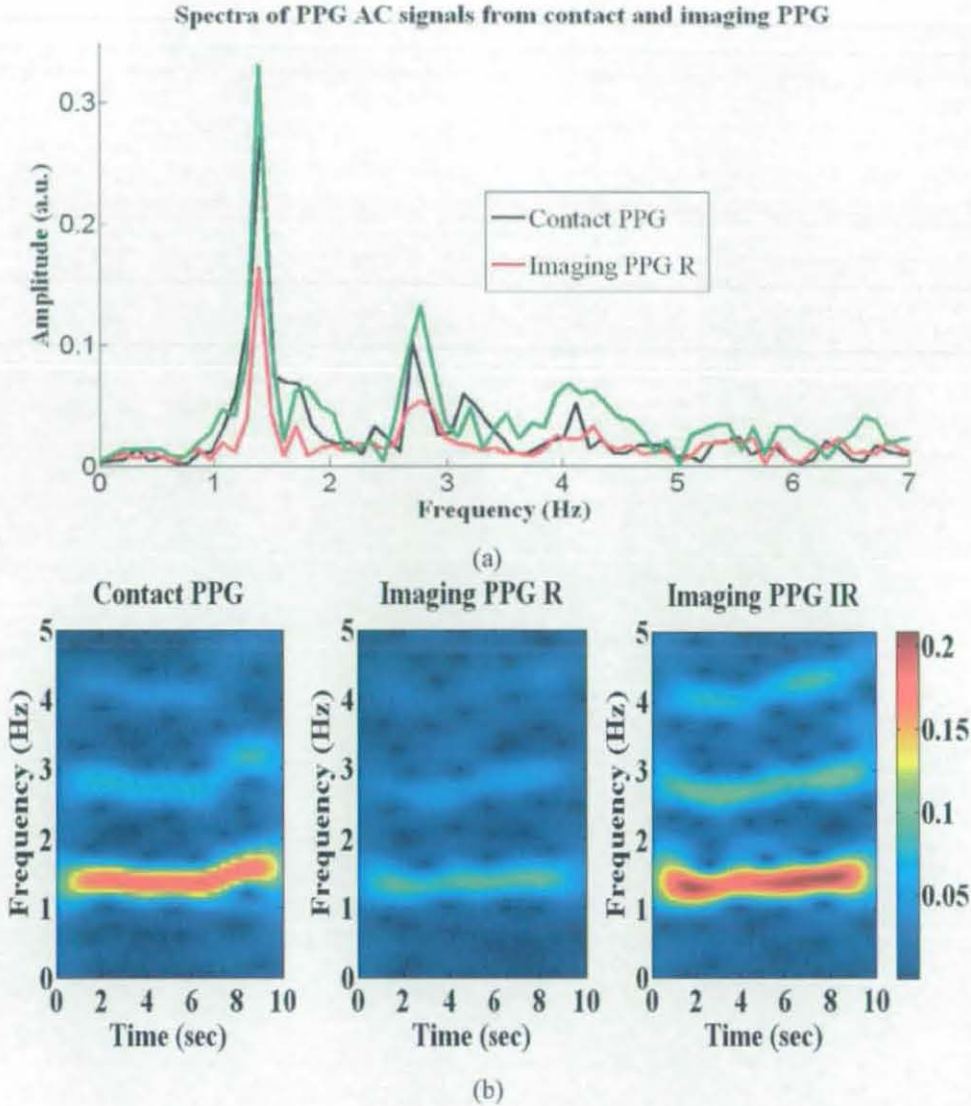 Spectra of PPG AC signals from contact and imaging PPG
Amplitude (a.u.)
0.3
0.2
0.1
0
Contact PPG
Imaging PPG R
0 1 2 3 4 5 6 7
Frequency (Hz)
(a)
Contact PPG
Frequency (Hz)
5
4
3
2
1
0
0 2 4 6 8 10
Time (sec)
Imaging PPG R
Frequency (Hz)
5
4
3
2
1
0
0 2 4 6 8 10
Time (sec)
Imaging PPG IR
Frequency (Hz)
5
4
3
2
1
0
0 2 4 6 8 10
Time (sec)
0.2
0.15
0.1
0.05
(b)